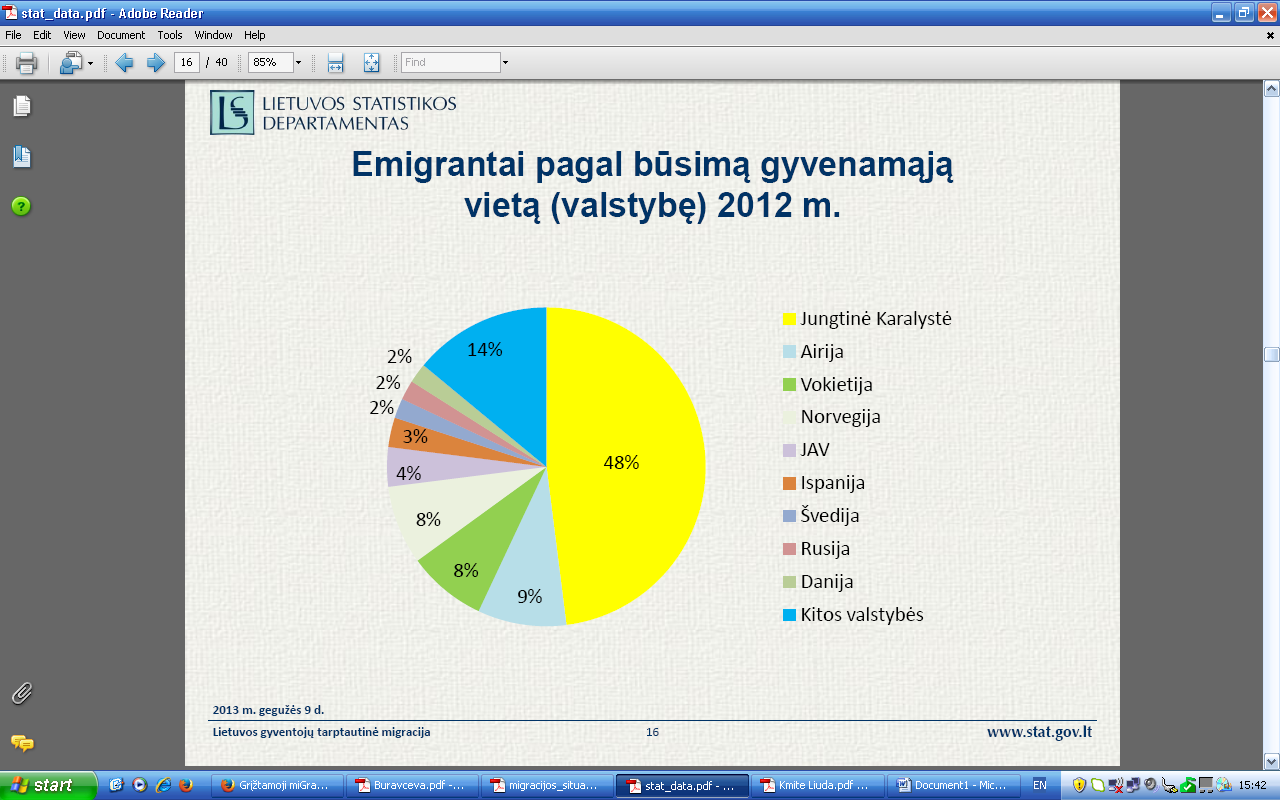 stat_data.pdf - Adobe Reader
File Edit View Document Tools Window Help
16 / 40 85% Find
LIETUVOS STATISTIKOS
DEPARTAMENTAS
Emigrantai pagal būsimą gyvenamąją
vietą (valstybę) 2012 m.
14%
2%
2%
2%
3%
4%
8%
8%
9%
48%
Jungtinė Karalystė
Airija
Vokietija
Norvegija
JAV
Ispanija
Švedija
Rusija
Danija
Kitos valstybės
2013 m. gegužės 9 d.
Lietuvos gyventojų tarptautinė migracija 16 www.stat.gov.lt
start Grįžtamoji miGra... Buravceva.pdf -... migracijos_situa... stat_data.pdf - ... Kmite Liuda.pdf ... Document1 - Mic... EN 15:42